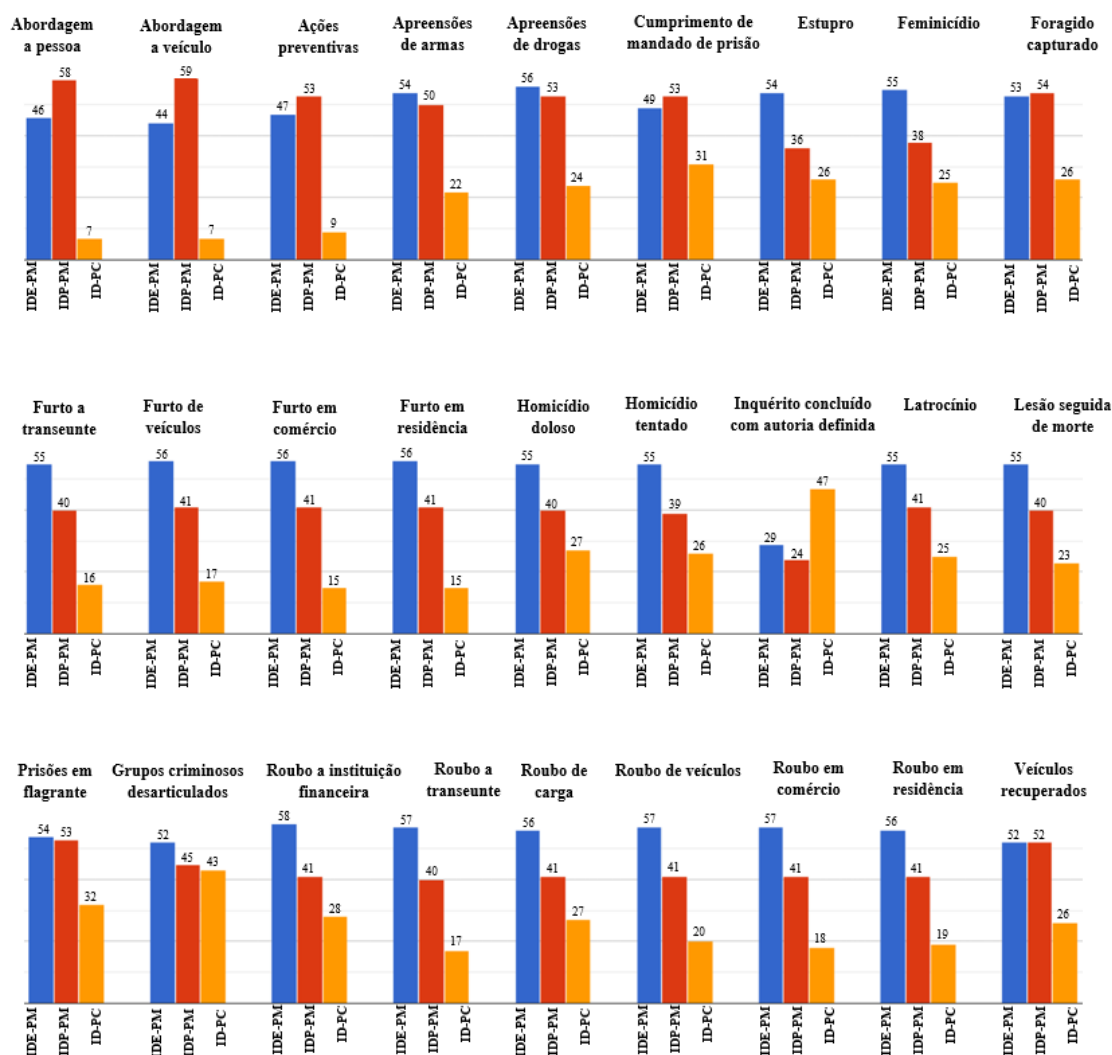 Abordagem
a pessoa
Abordagem
a veículo
Ações
preventivas
Apreensões
de armas
Apreensões
de drogas
Cumprimento de
mandado de prisão
Estupro
Feminicídio
Foragido
capturado
46 58 7
44 59 7
47 53 9
54 50 22
56 53 24
49 53 31
54 36 26
55 38 25
53 54 26
IDE-PM IDP-PM ID-PC
IDE-PM IDP-PM ID-PC
IDE-PM IDP-PM ID-PC
IDE-PM IDP-PM ID-PC
IDE-PM IDP-PM ID-PC
IDE-PM IDP-PM ID-PC
IDE-PM IDP-PM ID-PC
IDE-PM IDP-PM ID-PC
IDE-PM IDP-PM ID-PC
Furto a
transeunte
Furto de
veículos
Furto em
comércio
Furto em
residência
Homicídio
doloso
Homicídio
tentado
Inquérito concluído
com autoria definida
Latrocínio
Lesão seguida
de morte
55 40 16
56 41 17
56 41 15
56 41 15
55 40 27
55 39 26
29 24 47
55 41 25
55 40 23
IDE-PM IDP-PM ID-PC
IDE-PM IDP-PM ID-PC
IDE-PM IDP-PM ID-PC
IDE-PM IDP-PM ID-PC
IDE-PM IDP-PM ID-PC
IDE-PM IDP-PM ID-PC
IDE-PM IDP-PM ID-PC
IDE-PM IDP-PM ID-PC
IDE-PM IDP-PM ID-PC
Prisões em
flagrante
Grupos criminosos
desarticulados
Roubo a instituição
financeira
Roubo a
transeunte
Roubo de
carga
Roubo de veículos
Roubo em
comércio
Roubo em
residência
Veículos
recuperados
54 53 32
52 45 43
58 41 28
57 40 17
56 41 27
57 41 20
57 41 18
56 41 19
52 52 26
IDE-PM IDP-PM ID-PC
IDE-PM IDP-PM ID-PC
IDE-PM IDP-PM ID-PC
IDE-PM IDP-PM ID-PC
IDE-PM IDP-PM ID-PC
IDE-PM IDP-PM ID-PC
IDE-PM IDP-PM ID-PC
IDE-PM IDP-PM ID-PC
IDE-PM IDP-PM ID-PC